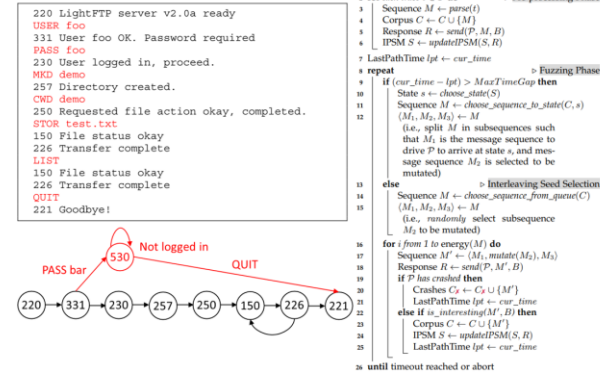 220 LightFTP server v2.0a ready
USER foo
331 User foo OK. Password required
PASS foo
230 User logged in, proceed.
MKD demo
257 Directory created.
CWD demo
250 Requested file action okay, completed.
STOR test.txt
150 File status okay
226 Transfer complete
LIST
150 File status okay
226 Transfer complete
QUIT
221 Goodbye!
530
Not logged in
PASS bar
QUIT
220
331
230
257
250
150
226
221
3 Sequence M ← parse(t)
4 Corpus C ← C ∪ {M}
5 Response R ← send(P, M, B)
6 IPSM S ← updateIPSM(S, R)
7 LastPathTime lpt ← cur_time
8 repeat ▷ Fuzzing Phase
9 if (cur_time - lpt) > MaxTimeGap then
10 State s ← choose_state(S)
11 Sequence M ← choose_sequence_to_state(C, s)
12 ⟨M1, M2, M3⟩ ← M
(i.e., split M in subsequences such
that M1 is the message sequence to
drive P to arrive at state s, and mes-
sage sequence M2 is selected to be
mutated)
13 else ▷ Interleaving Seed Selection
14 Sequence M ← choose_sequence_from_queue(C)
15 ⟨M1, M2, M3⟩ ← M
(i.e., randomly select subsequence
M2 to be mutated)
16 for i from 1 to energy(M) do
17 Sequence M' ← ⟨M1, mutate(M2), M3⟩
18 Response R ← send(P, M', B)
19 if P has crashed then
20 Crashes C✗ ← C✗ ∪ {M'}
21 LastPathTime lpt ← cur_time
22 else if is_interesting(M', B) then
23 Corpus C ← C ∪ {M'}
24 IPSM S ← updateIPSM(S, R)
25 LastPathTime lpt ← cur_time
26 until timeout reached or abort